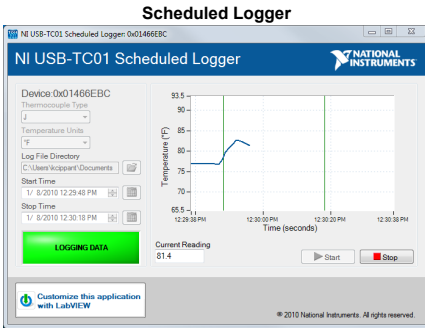 Scheduled Logger
NI USB-TC01 Scheduled Logger: 0x01466EBC
NI USB-TC01 Scheduled Logger
NATIONAL INSTRUMENTS
Device:0x01466EBC
Thermocouple Type
J
Temperature Units
°F
Log File Directory
C:\Users\kcippant\Documents
Start Time
1/ 8/2010 12:29:48 PM
Stop Time
1/ 8/2010 12:30:18 PM
LOGGING DATA
Temperature (°F)
93.5
90
85
80
75
70
65.5
12:29:38 PM 12:30:00 PM 12:30:20 PM 12:30:38 PM
Time (seconds)
Current Reading
81.4
Start
Stop
Customize this application
with LabVIEW
© 2010 National Instruments. All rights reserved.